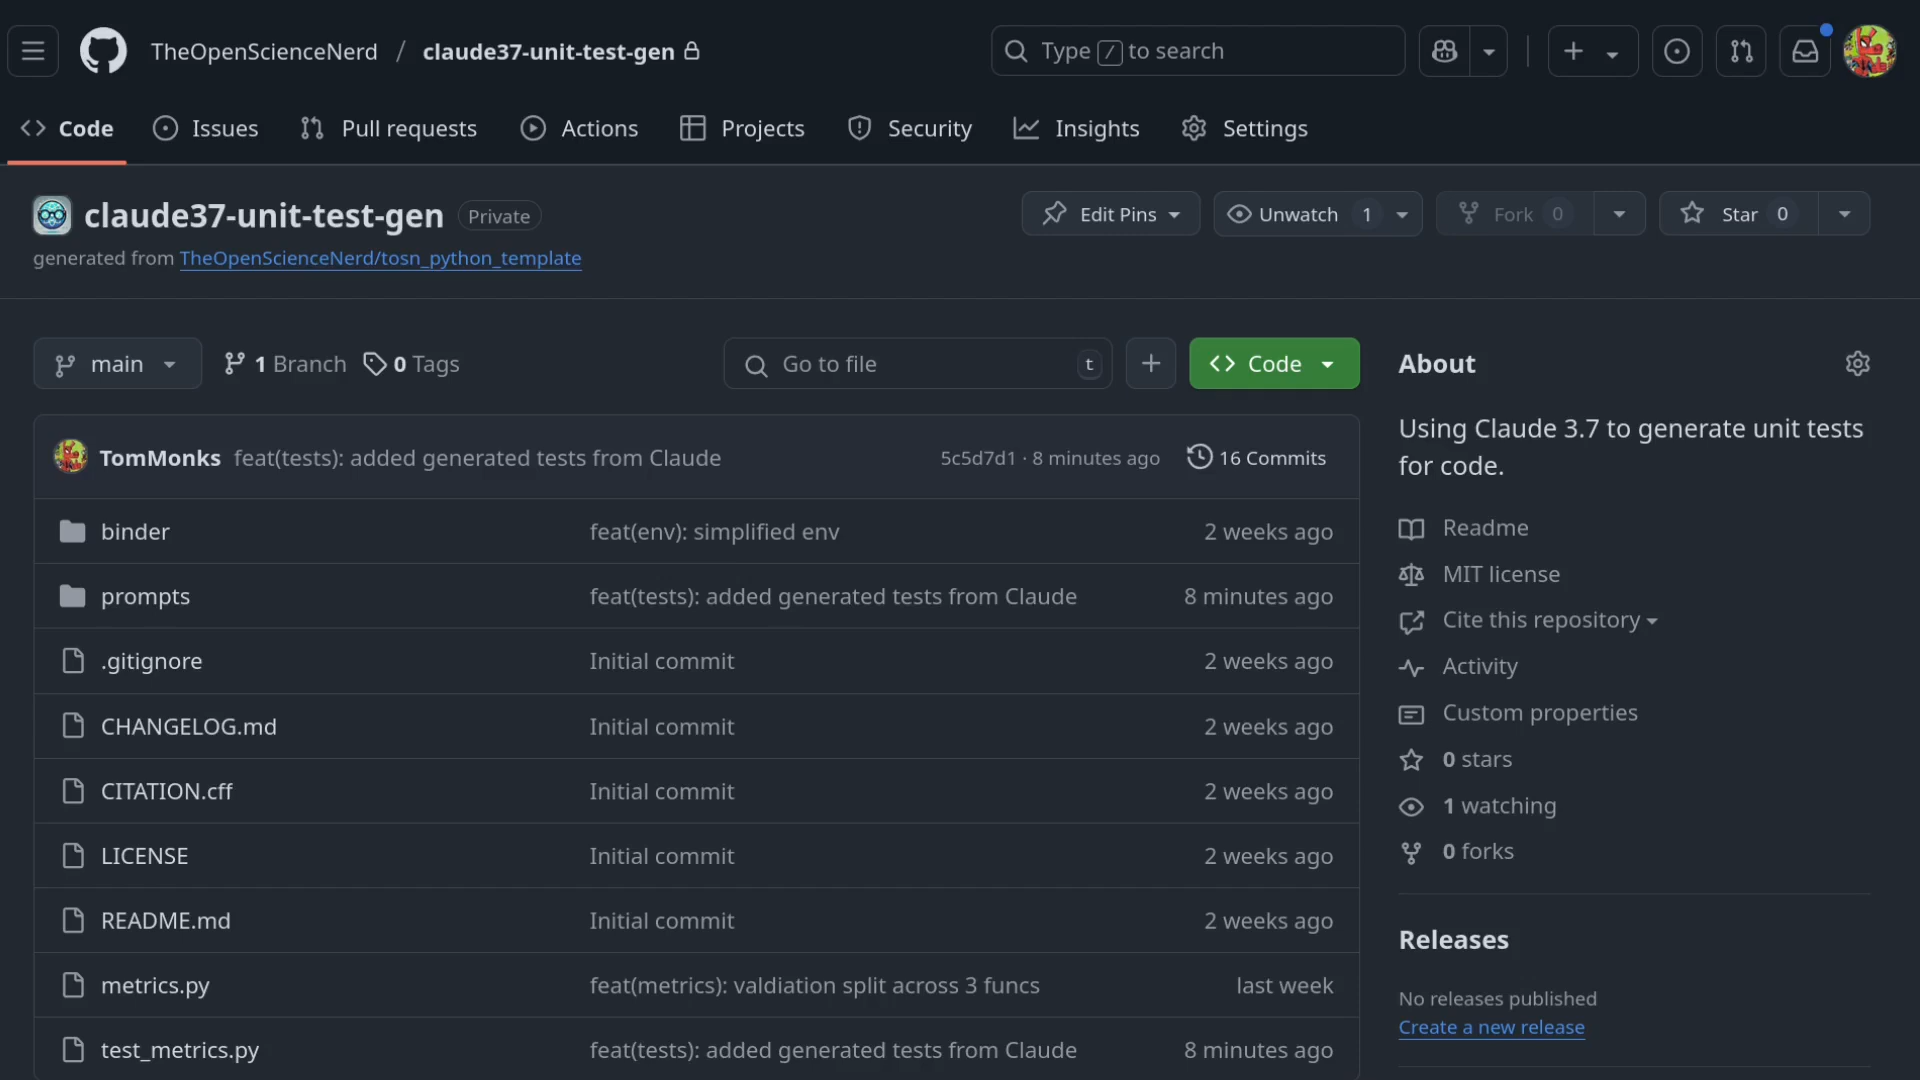 TheOpenScienceNerd / claude37-unit-test-gen
Type / to search
Code
Issues
Pull requests
Actions
Projects
Security
Insights
Settings
claude37-unit-test-gen
Private
Edit Pins
Unwatch 1
Fork 0
Star 0
generated from TheOpenScienceNerd/tosn_python_template
main
1 Branch
0 Tags
Go to file
t
Code
TomMonks feat(tests): added generated tests from Claude 5c5d7d1 · 8 minutes ago 16 Commits
binder feat(env): simplified env 2 weeks ago
prompts feat(tests): added generated tests from Claude 8 minutes ago
.gitignore Initial commit 2 weeks ago
CHANGELOG.md Initial commit 2 weeks ago
CITATION.cff Initial commit 2 weeks ago
LICENSE Initial commit 2 weeks ago
README.md Initial commit 2 weeks ago
metrics.py feat(metrics): valdiation split across 3 funcs last week
test_metrics.py feat(tests): added generated tests from Claude 8 minutes ago
About
Using Claude 3.7 to generate unit tests
for code.
Readme
MIT license
Cite this repository
Activity
Custom properties
0 stars
1 watching
0 forks
Releases
No releases published
Create a new release